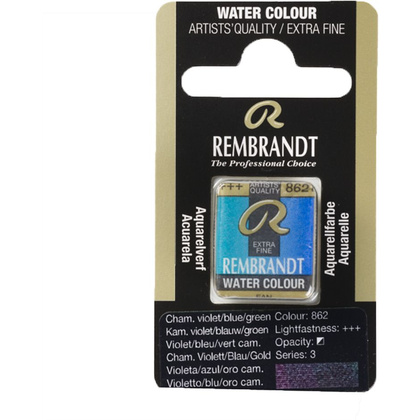 WATER COLOUR
ARTISTS'QUALITY / EXTRA FINE
R
REMBRANDT
The Professional Choice
Aquarelverf
Acuarela
+++ ARTISTS' QUALITY 862
R
EXTRA
FINE
REMBRANDT
WATER COLOUR
Aquarellfarbe
Aquarelle
Cham. violet/blue/green
Kam. violet/blauw/groen
Violet/bleu/vert cam.
Cham. Violett/Blau/Gold
Violeta/azul/oro cam.
Violetto/blu/oro cam.
Colour: 862
Lightfastness: +++
Opacity:
Series: 3